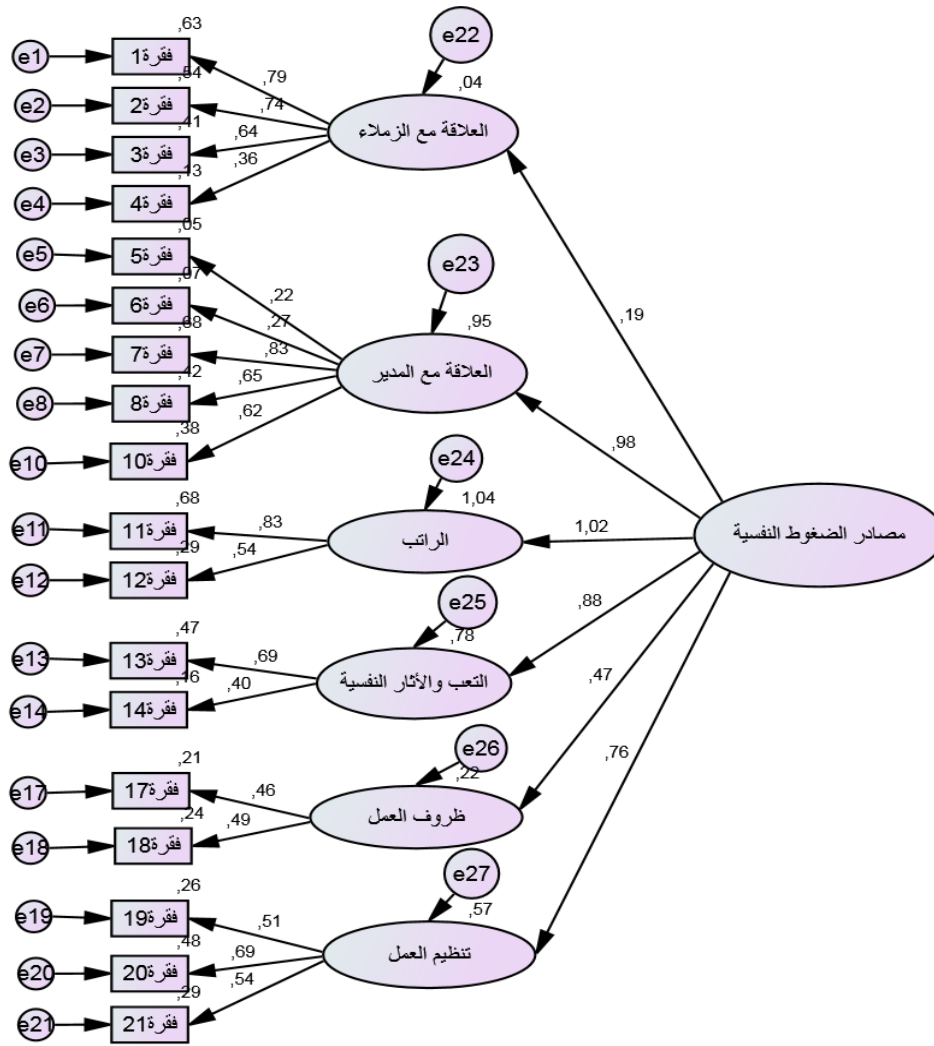 ,63
e1
فقرة1
,79
,54
e2
فقرة2
,74
,41
e3
فقرة3
,64
,13
e4
فقرة4
,36
e22
,04
العلاقة مع الزملاء
,19
,05
e5
فقرة5
,22
,07
e6
فقرة6
,27
,68
e7
فقرة7
,83
,42
e8
فقرة8
,65
,38
e10
فقرة10
,62
e23
,95
العلاقة مع المدير
,98
,68
e11
فقرة11
,83
,29
e12
فقرة12
,54
e24
1,04
الراتب
1,02
مصادر الضغوط النفسية
,47
e13
فقرة13
,69
,16
e14
فقرة14
,40
e25
,78
التعب والأثار النفسية
,88
,21
e17
فقرة17
,46
,24
e18
فقرة18
,49
e26
,22
ظروف العمل
,47
,26
e19
فقرة19
,51
,48
e20
فقرة20
,69
,29
e21
فقرة21
,54
e27
,57
تنظيم العمل
,76